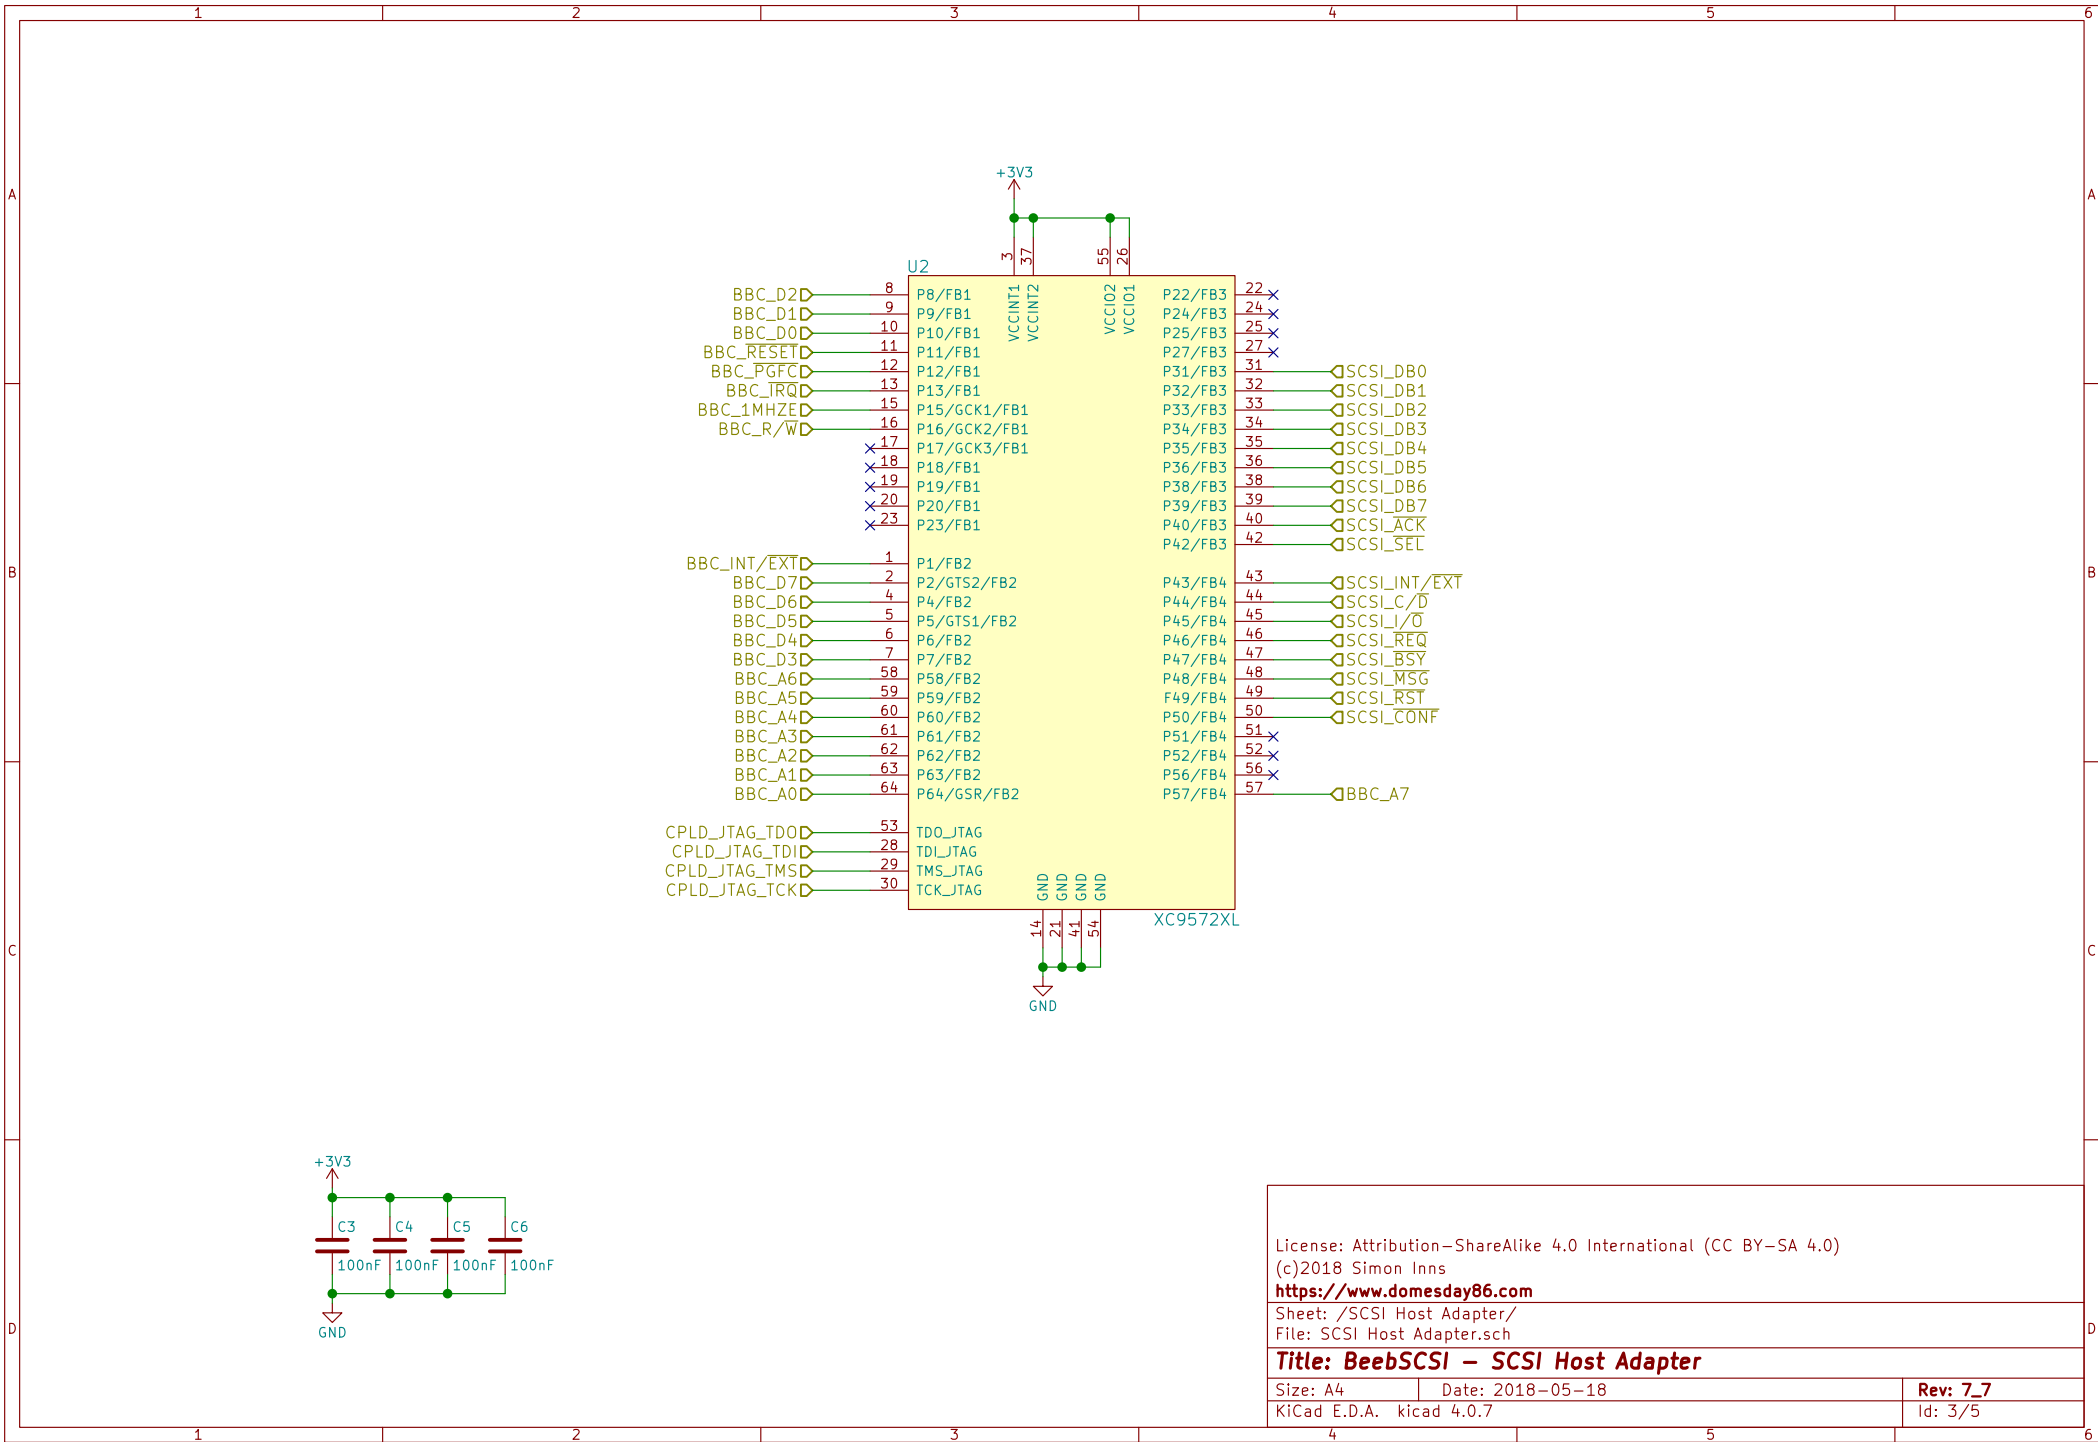 1 2 3 4 5 6
A A
B B
C C
D D
+3V3
3 37 55 26
U2
VCCINT1 VCCINT2 VCCIO2 VCCIO1
BBC_D2 8 P8/FB1
BBC_D1 9 P9/FB1
BBC_D0 10 P10/FB1
BBC_RESET 11 P11/FB1
BBC_PGFC 12 P12/FB1
BBC_IRQ 13 P13/FB1
BBC_1MHZE 15 P15/GCK1/FB1
BBC_R/W 16 P16/GCK2/FB1
17 P17/GCK3/FB1
18 P18/FB1
19 P19/FB1
20 P20/FB1
23 P23/FB1
BBC_INT/EXT 1 P1/FB2
BBC_D7 2 P2/GTS2/FB2
BBC_D6 4 P4/FB2
BBC_D5 5 P5/GTS1/FB2
BBC_D4 6 P6/FB2
BBC_D3 7 P7/FB2
BBC_A6 58 P58/FB2
BBC_A5 59 P59/FB2
BBC_A4 60 P60/FB2
BBC_A3 61 P61/FB2
BBC_A2 62 P62/FB2
BBC_A1 63 P63/FB2
BBC_A0 64 P64/GSR/FB2
CPLD_JTAG_TDO 53 TDO_JTAG
CPLD_JTAG_TDI 28 TDI_JTAG
CPLD_JTAG_TMS 29 TMS_JTAG
CPLD_JTAG_TCK 30 TCK_JTAG
P22/FB3 22
P24/FB3 24
P25/FB3 25
P27/FB3 27
P31/FB3 31 SCSI_DB0
P32/FB3 32 SCSI_DB1
P33/FB3 33 SCSI_DB2
P34/FB3 34 SCSI_DB3
P35/FB3 35 SCSI_DB4
P36/FB3 36 SCSI_DB5
P38/FB3 38 SCSI_DB6
P39/FB3 39 SCSI_DB7
P40/FB3 40 SCSI_ACK
P42/FB3 42 SCSI_SEL
P43/FB4 43 SCSI_INT/EXT
P44/FB4 44 SCSI_C/D
P45/FB4 45 SCSI_I/O
P46/FB4 46 SCSI_REQ
P47/FB4 47 SCSI_BSY
P48/FB4 48 SCSI_MSG
F49/FB4 49 SCSI_RST
P50/FB4 50 SCSI_CONF
P51/FB4 51
P52/FB4 52
P56/FB4 56
P57/FB4 57 BBC_A7
GND GND GND GND
14 21 41 54
XC9572XL
GND
+3V3
C3 C4 C5 C6
100nF 100nF 100nF 100nF
GND
License: Attribution-ShareAlike 4.0 International (CC BY-SA 4.0)
(c)2018 Simon Inns
https://www.domesday86.com
Sheet: /SCSI Host Adapter/
File: SCSI Host Adapter.sch
Title: BeebSCSI - SCSI Host Adapter
Size: A4 Date: 2018-05-18 Rev: 7_7
KiCad E.D.A. kicad 4.0.7 Id: 3/5
1 2 3 4 5 6